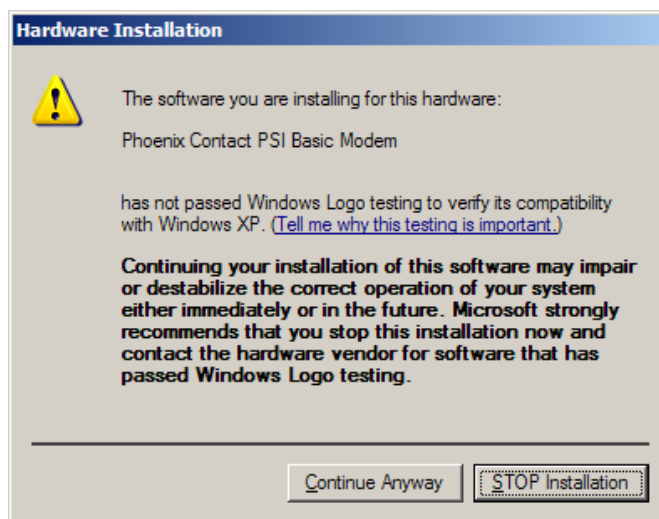 Hardware Installation
The software you are installing for this hardware:
Phoenix Contact PSI Basic Modem
has not passed Windows Logo testing to verify its compatibility
with Windows XP. (Tell me why this testing is important.)
Continuing your installation of this software may impair
or destabilize the correct operation of your system
either immediately or in the future. Microsoft strongly
recommends that you stop this installation now and
contact the hardware vendor for software that has
passed Windows Logo testing.
Continue Anyway
STOP Installation